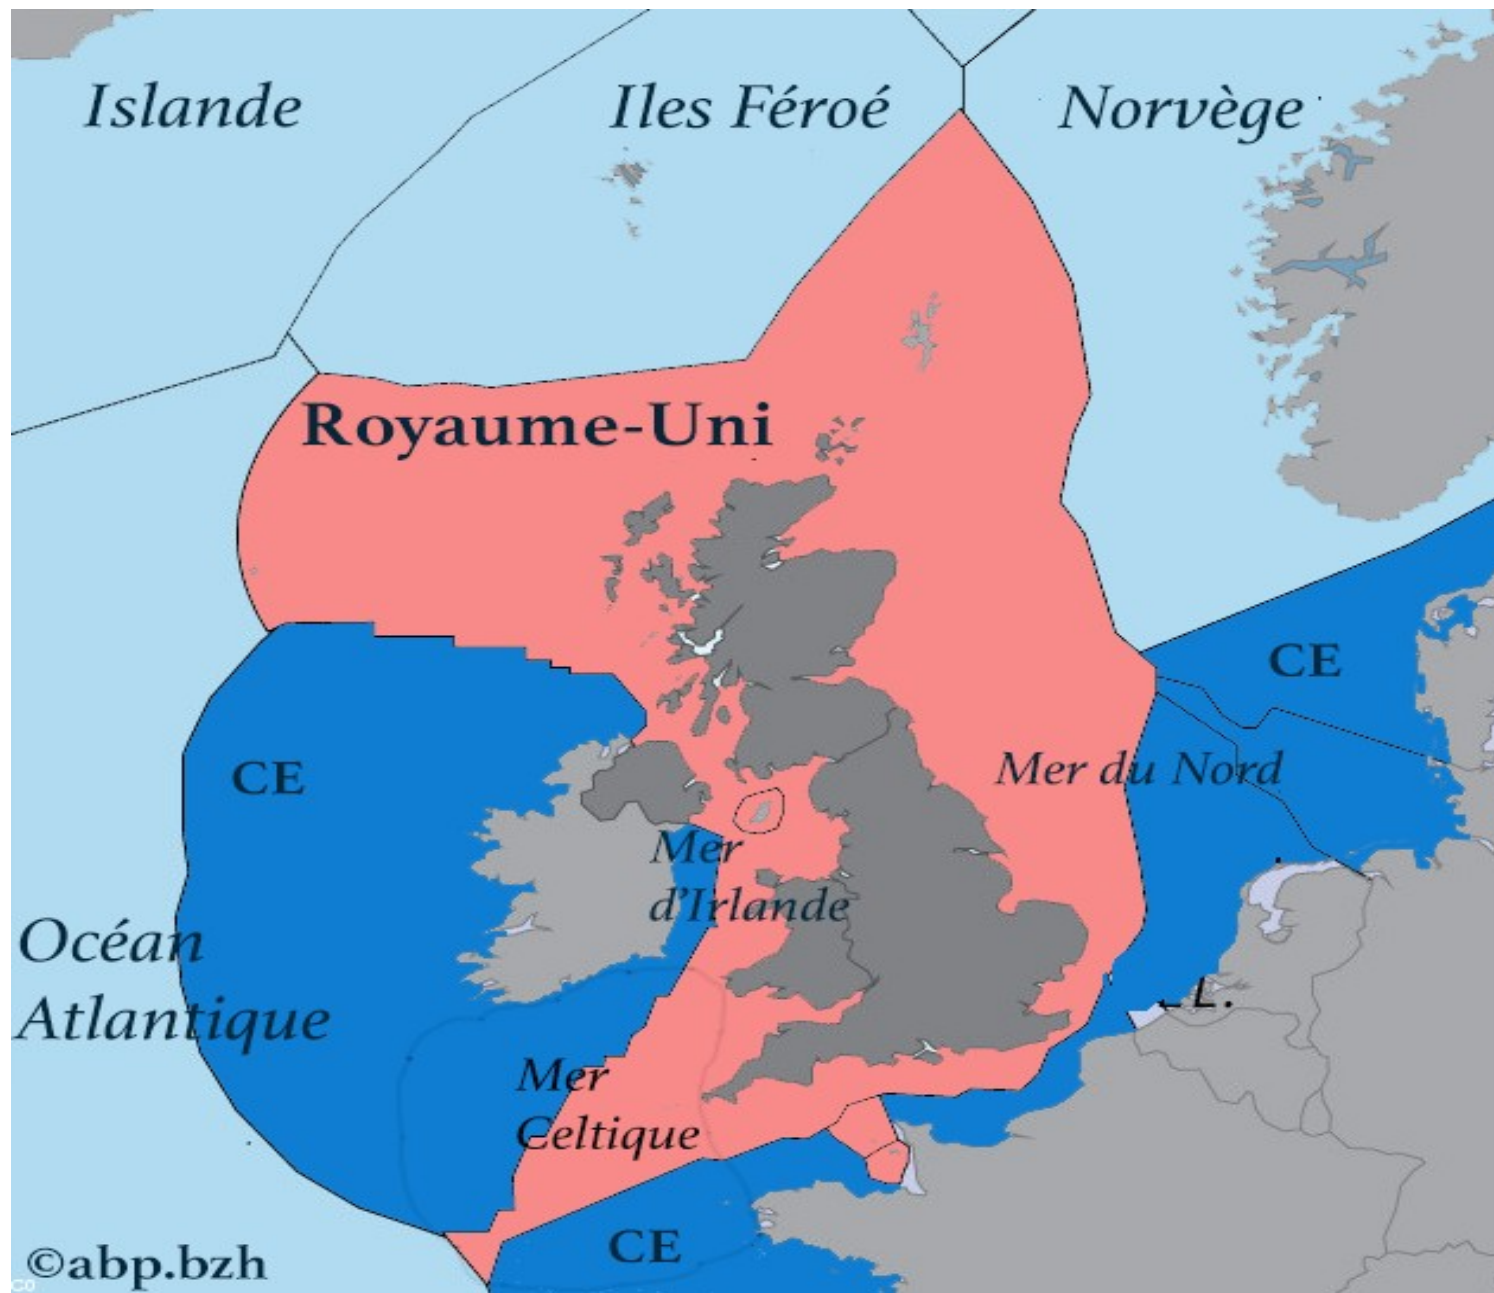 Islande
Iles Féroé
Norvège
Royaume-Uni
CE
Mer du Nord
CE
Mer
d'Irlande
Océan
Atlantique
Mer
Celtique
CE
©abp.bzh